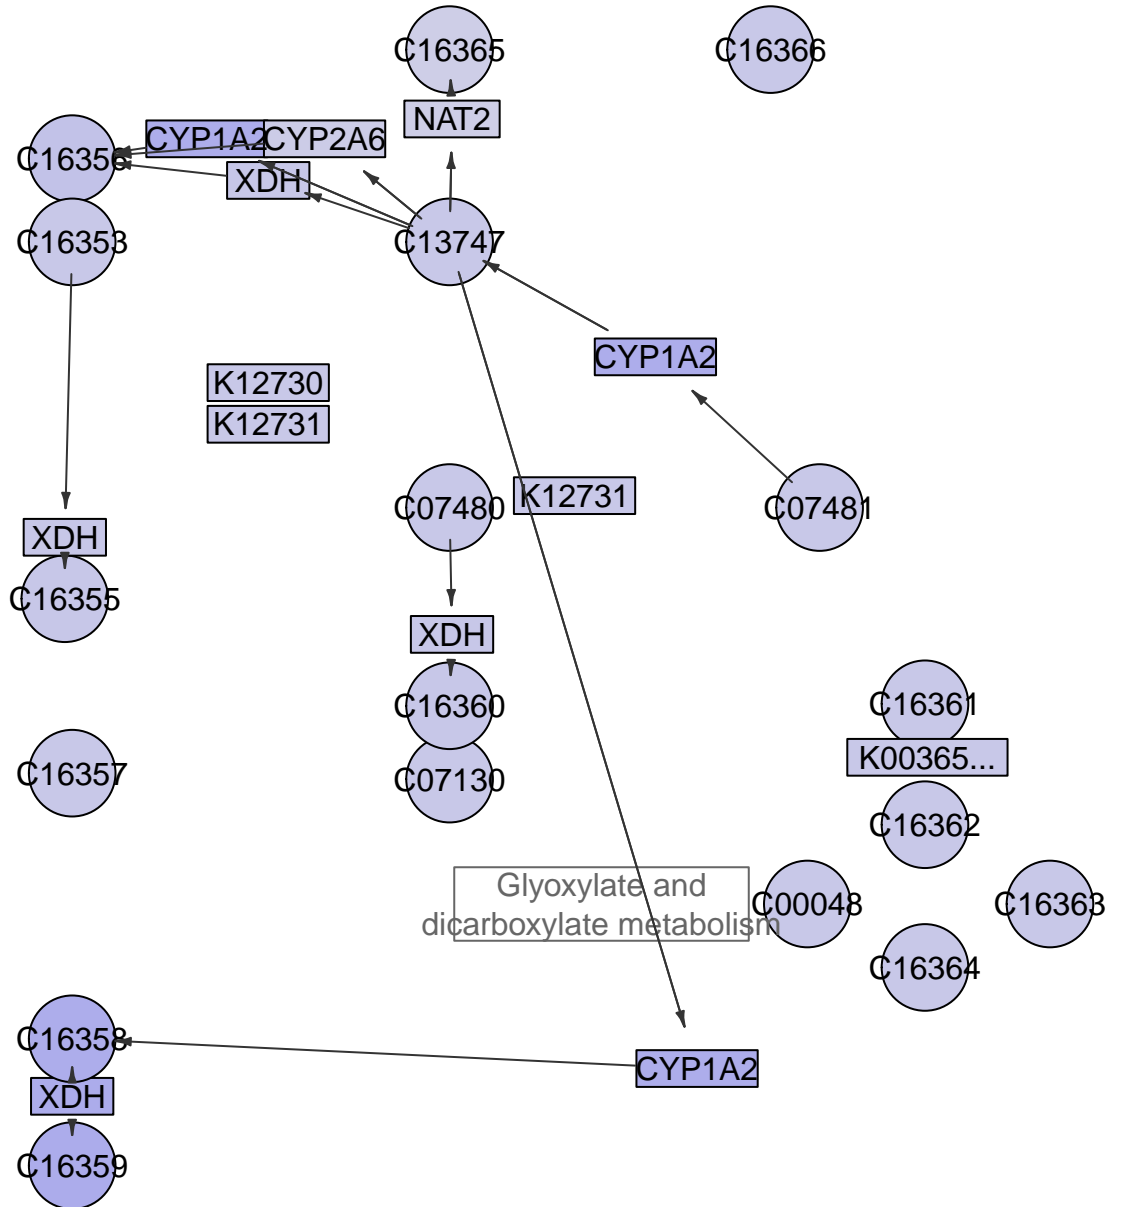 C16365
C16366
NAT2
CYP1A2
CYP2A6
C16356
XDH
C16353
C13747
CYP1A2
K12730
K12731
K12731
C07480
C07481
XDH
C16355
XDH
C16360
C16361
K00365...
C16357
C07130
C16362
Glyoxylate and
dicarboxylate metabolism
C00048
C16363
C16364
C16358
CYP1A2
XDH
C16359